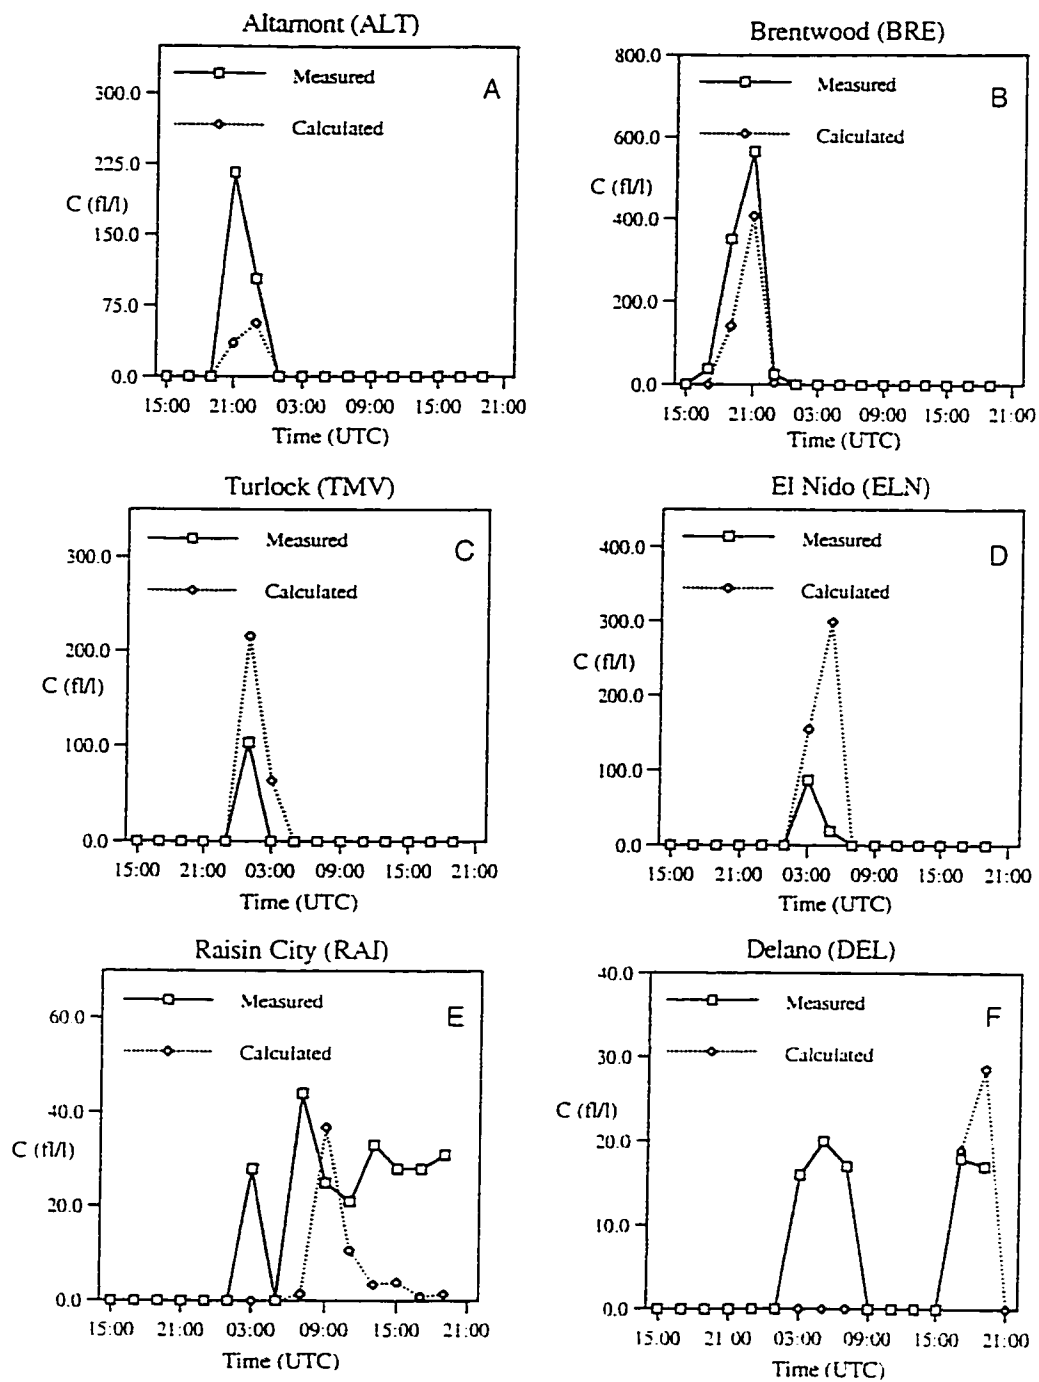 Altamont (ALT)
Measured
A
Calculated
300.0
225.0
C (fl/l)
150.0
75.0
0.0
15:00 21:00 03:00 09:00 15:00 21:00
Time (UTC)
Brentwood (BRE)
800.0
Measured
B
Calculated
600.0
C (fl/l)
400.0
200.0
0.0
15:00 21:00 03:00 09:00 15:00 21:00
Time (UTC)
Turlock (TMV)
Measured
C
Calculated
300.0
200.0
C (fl/l)
100.0
0.0
15:00 21:00 03:00 09:00 15:00 21:00
Time (UTC)
El Nido (ELN)
Measured
D
Calculated
400.0
300.0
C (fl/l)
200.0
100.0
0.0
15:00 21:00 03:00 09:00 15:00 21:00
Time (UTC)
Raisin City (RAI)
Measured
E
Calculated
60.0
40.0
C (fl/l)
20.0
0.0
15:00 21:00 03:00 09:00 15:00 21:00
Time (UTC)
Delano (DEL)
40.0
Measured
F
Calculated
30.0
C (fl/l)
20.0
10.0
0.0
15:00 21 00 03:00 09:00 15:00 21:00
Time (UTC)